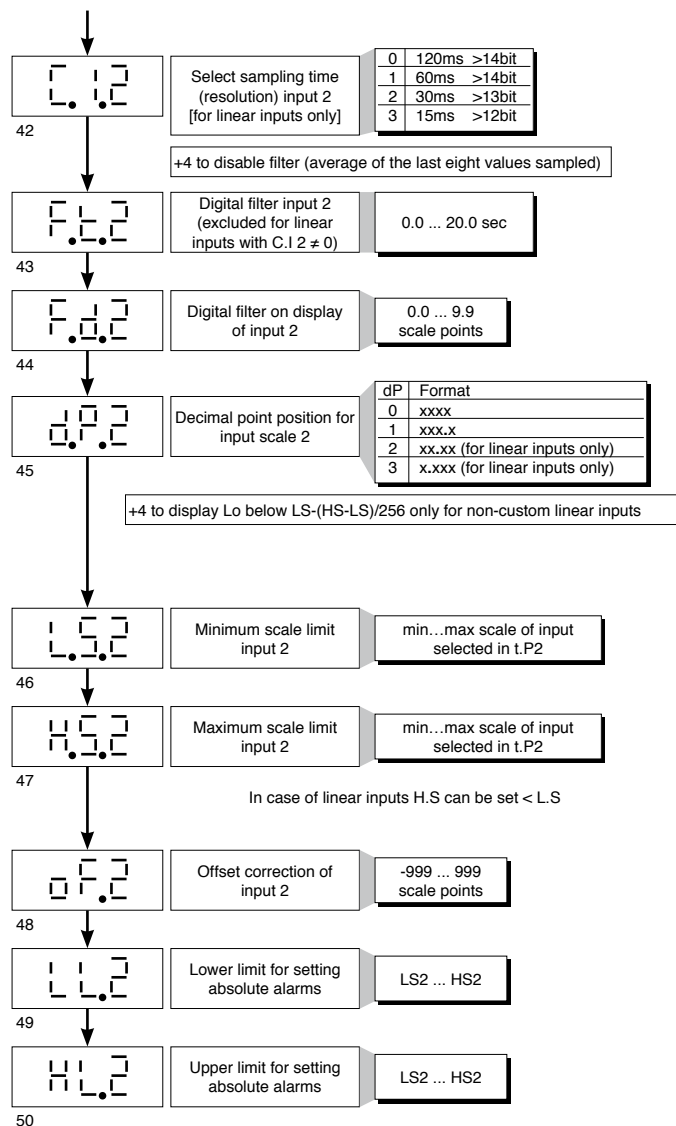 C.I.2
Select sampling time
(resolution) input 2
[for linear inputs only]
0 120ms >14bit
1 60ms >14bit
2 30ms >13bit
3 15ms >12bit
42
+4 to disable filter (average of the last eight values sampled)
F.t.2
Digital filter input 2
(excluded for linear
inputs with C.I 2 ≠ 0)
0.0 ... 20.0 sec
43
F.d.2
Digital filter on display
of input 2
0.0 ... 9.9
scale points
44
d.P.2
Decimal point position for
input scale 2
dP Format
0 xxxx
1 xxx.x
2 xx.xx (for linear inputs only)
3 x.xxx (for linear inputs only)
45
+4 to display Lo below LS-(HS-LS)/256 only for non-custom linear inputs
L.S.2
Minimum scale limit
input 2
min...max scale of input
selected in t.P2
46
H.S.2
Maximum scale limit
input 2
min...max scale of input
selected in t.P2
47
In case of linear inputs H.S can be set < L.S
oF.2
Offset correction of
input 2
-999 ... 999
scale points
48
LL.2
Lower limit for setting
absolute alarms
LS2 ... HS2
49
HL.2
Upper limit for setting
absolute alarms
LS2 ... HS2
50